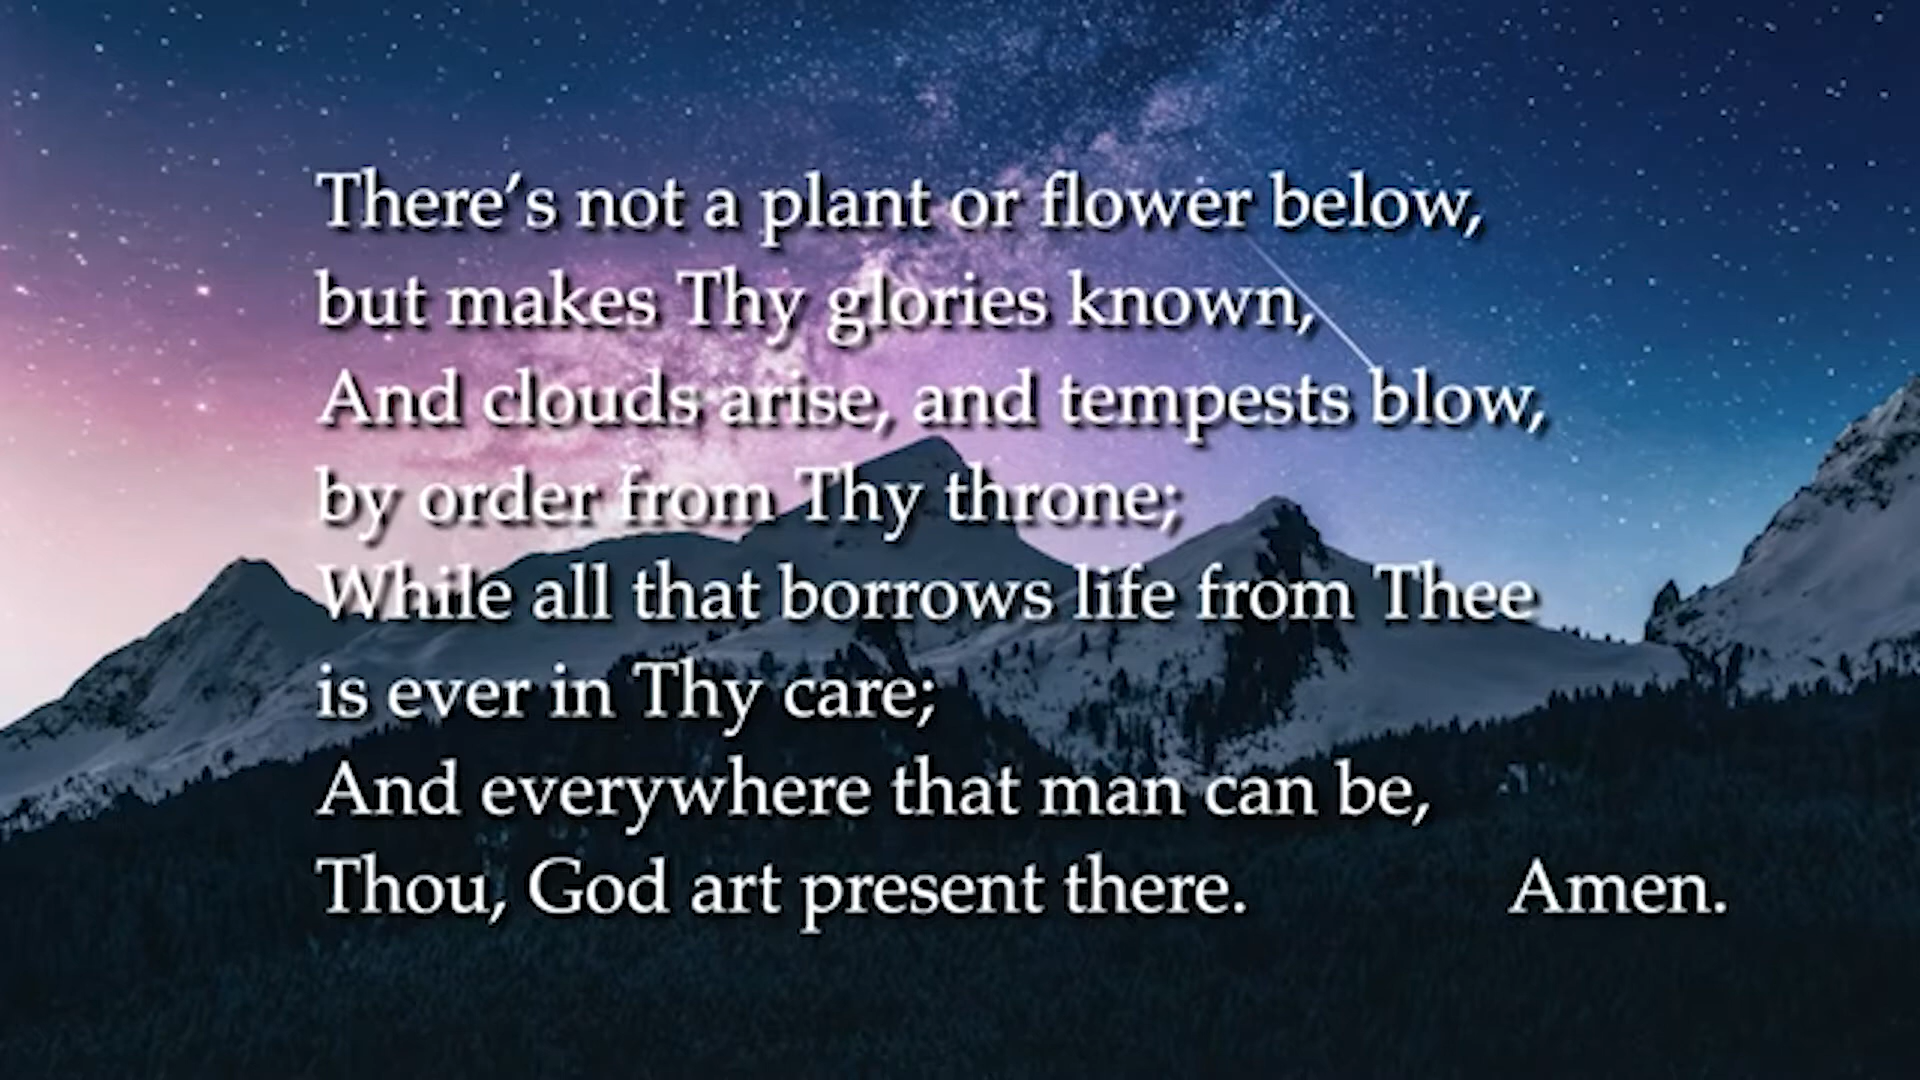 There’s not a plant or flower below,
but makes Thy glories known,
And clouds arise, and tempests blow,
by order from Thy throne;
While all that borrows life from Thee
is ever in Thy care;
And everywhere that man can be,
Thou, God art present there. Amen.